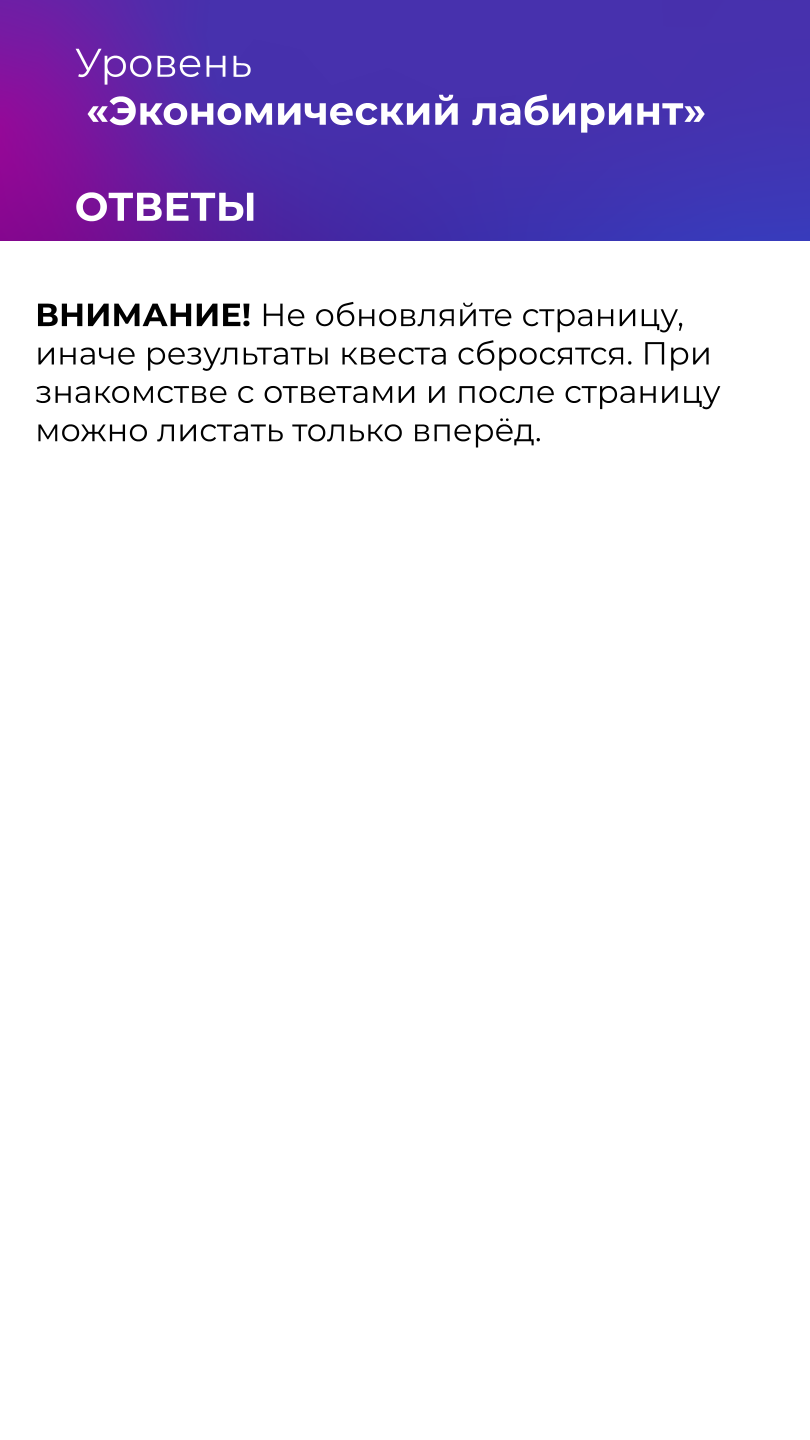 Уровень
«Экономический лабиринт»
ОТВЕТЫ
ВНИМАНИЕ! Не обновляйте страницу,
иначе результаты квеста сбросятся. При
знакомстве с ответами и после страницу
можно листать только вперёд.